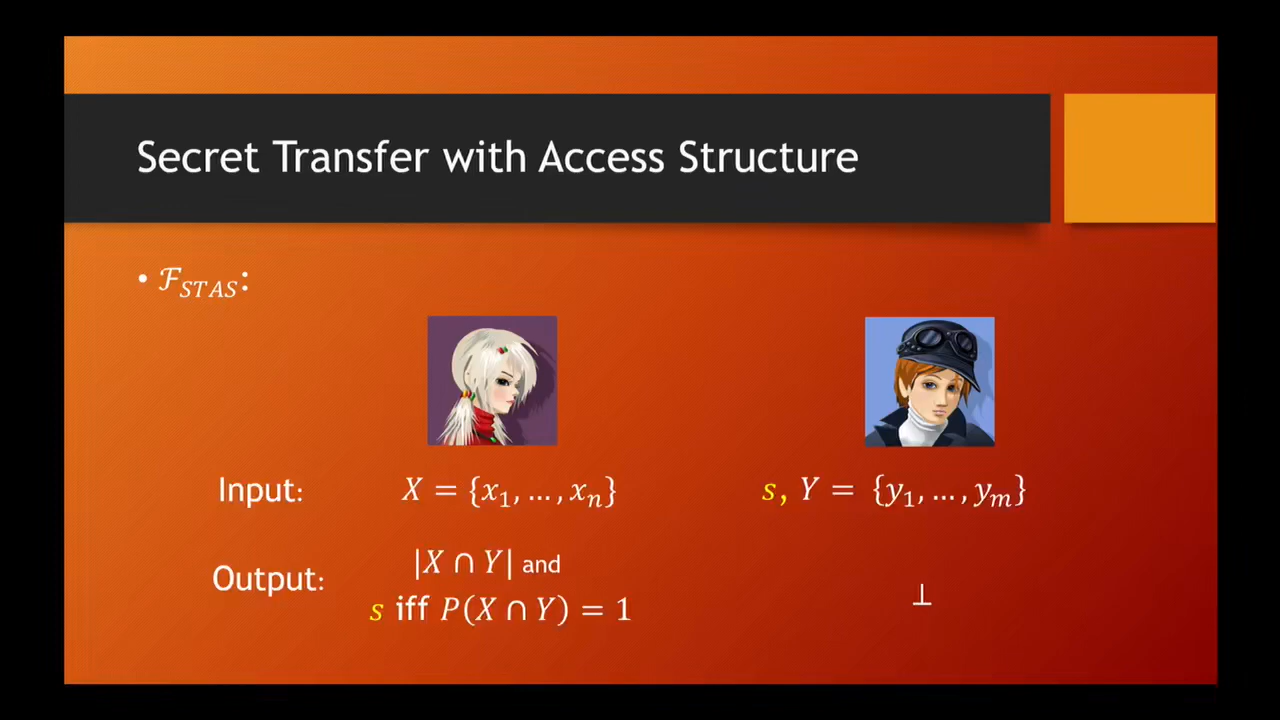 Secret Transfer with Access Structure
• ℱ_STAS:
Input: X = {x₁, …, xₙ} s, Y = {y₁, …, yₘ}
|X ∩ Y| and
Output: ⊥
s iff P(X ∩ Y) = 1